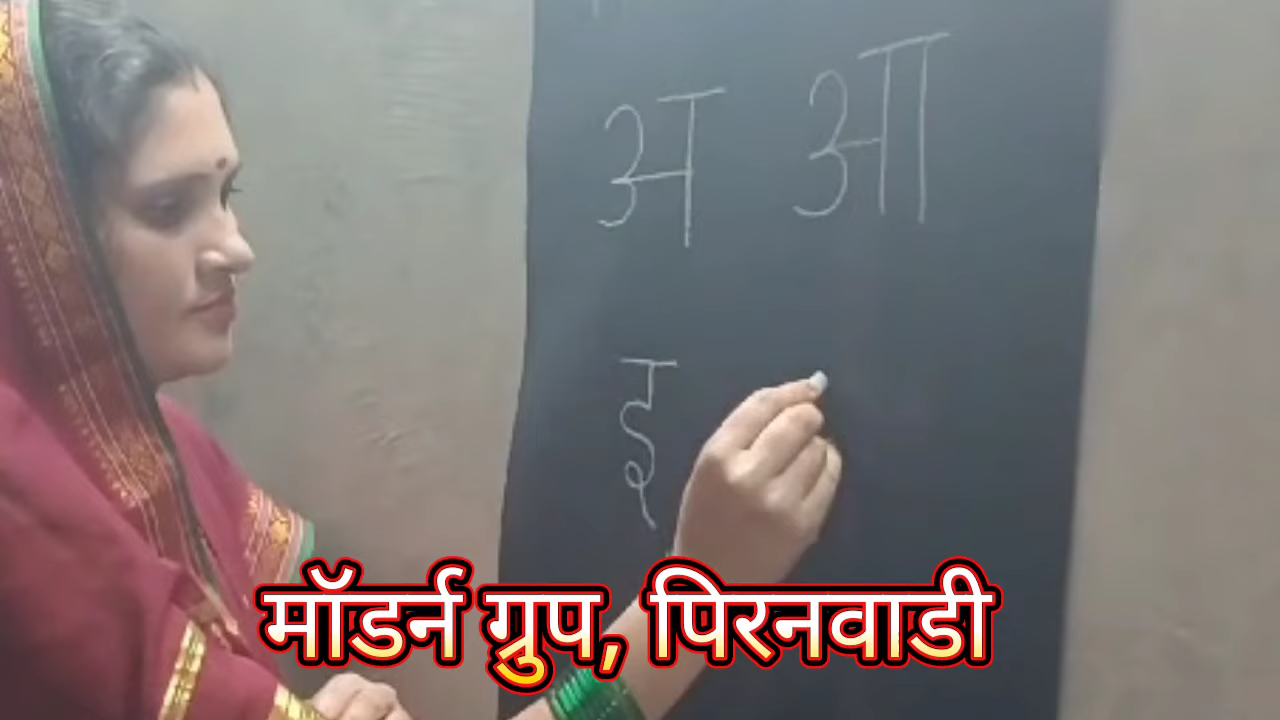 अ आ
इ
मॉडर्न ग्रुप, पिरनवाडी